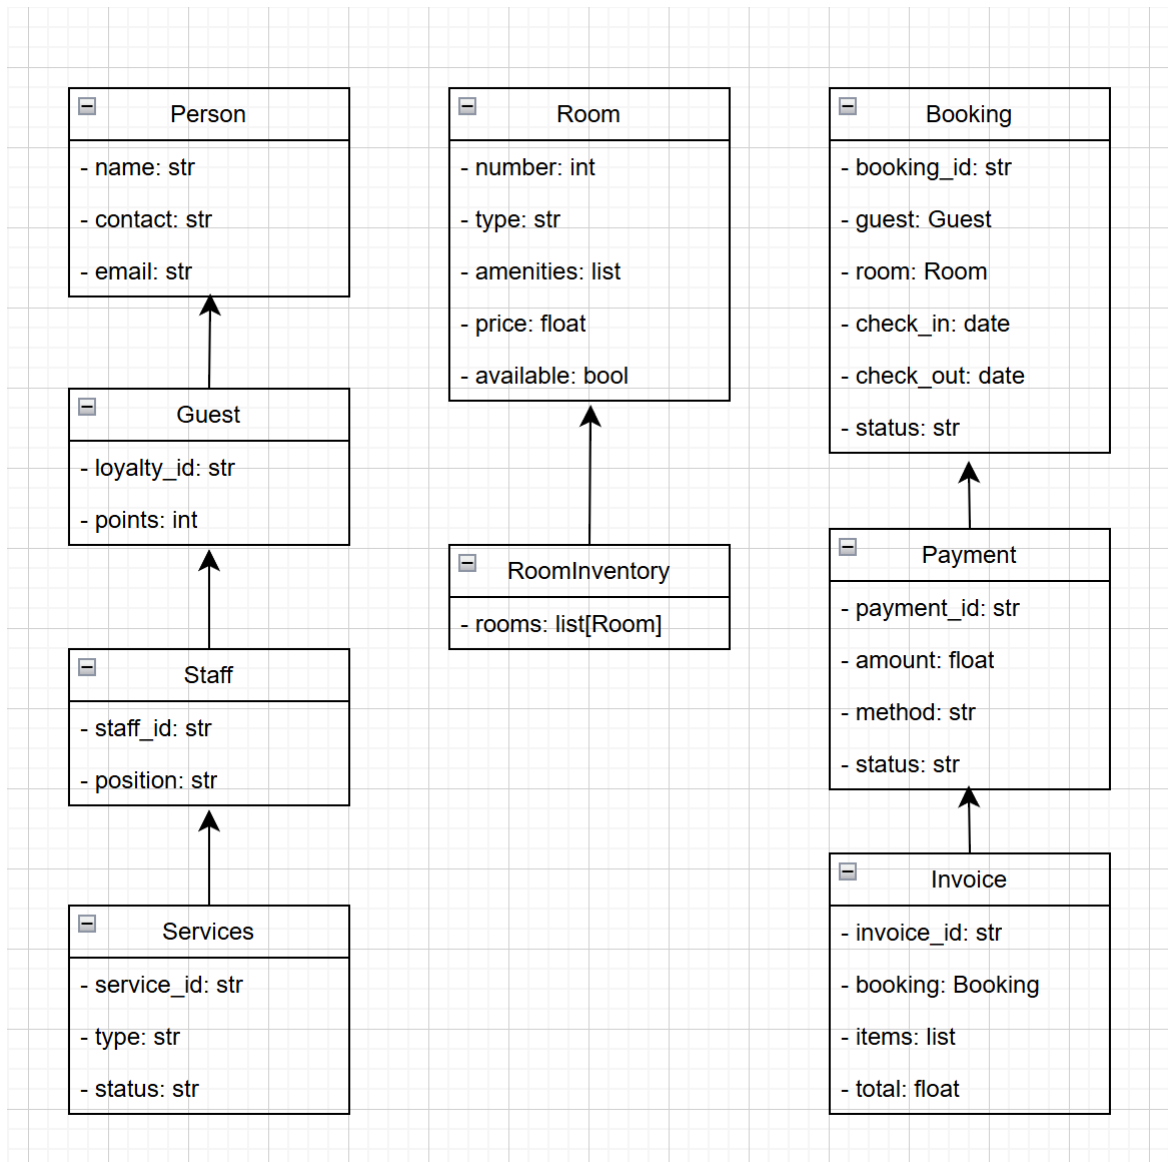 Person
- name: str
- contact: str
- email: str
Guest
- loyalty_id: str
- points: int
Staff
- staff_id: str
- position: str
Services
- service_id: str
- type: str
- status: str
Room
- number: int
- type: str
- amenities: list
- price: float
- available: bool
RoomInventory
- rooms: list[Room]
Booking
- booking_id: str
- guest: Guest
- room: Room
- check_in: date
- check_out: date
- status: str
Payment
- payment_id: str
- amount: float
- method: str
- status: str
Invoice
- invoice_id: str
- booking: Booking
- items: list
- total: float